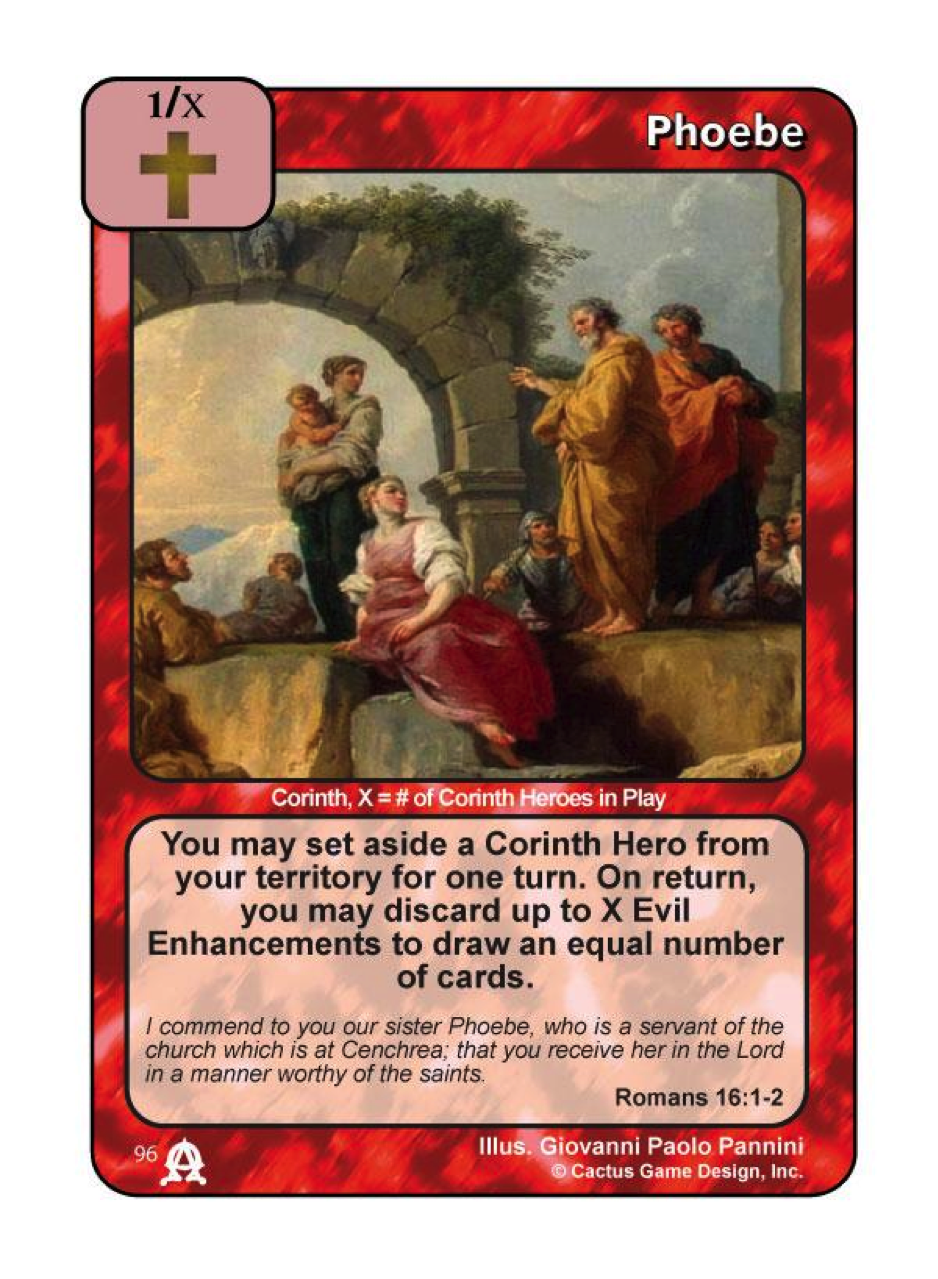 1/X
Phoebe
Corinth, X = # of Corinth Heroes in Play
You may set aside a Corinth Hero from
your territory for one turn. On return,
you may discard up to X Evil
Enhancements to draw an equal number
of cards.
I commend to you our sister Phoebe, who is a servant of the
church which is at Cenchrea; that you receive her in the Lord
in a manner worthy of the saints.
Romans 16:1-2
96
Illus. Giovanni Paolo Pannini
© Cactus Game Design, Inc.